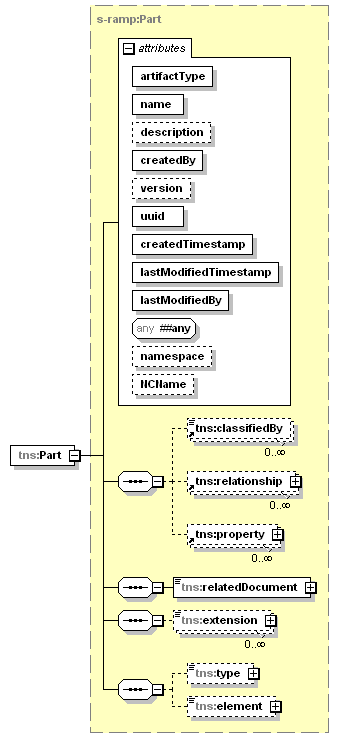 s-ramp:Part
attributes
artifactType
name
description
createdBy
version
uuid
createdTimestamp
lastModifiedTimestamp
lastModifiedBy
any ##any
namespace
NCName
tns:classifiedBy
0..∞
tns:Part
tns:relationship
0..∞
tns:property
0..∞
tns:relatedDocument
tns:extension
0..∞
tns:type
tns:element